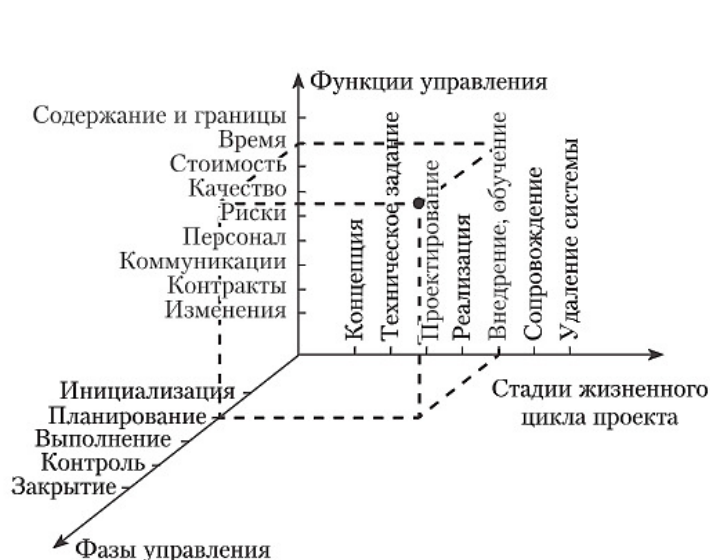 Функции управления
Содержание и границы
Время
Стоимость
Качество
Риски
Персонал
Коммуникации
Контракты
Изменения
Концепция
Техническое задание
Проектирование
Реализация
Внедрение, обучение
Сопровождение
Удаление системы
Стадии жизненного
цикла проекта
Инициализация
Планирование
Выполнение
Контроль
Закрытие
Фазы управления